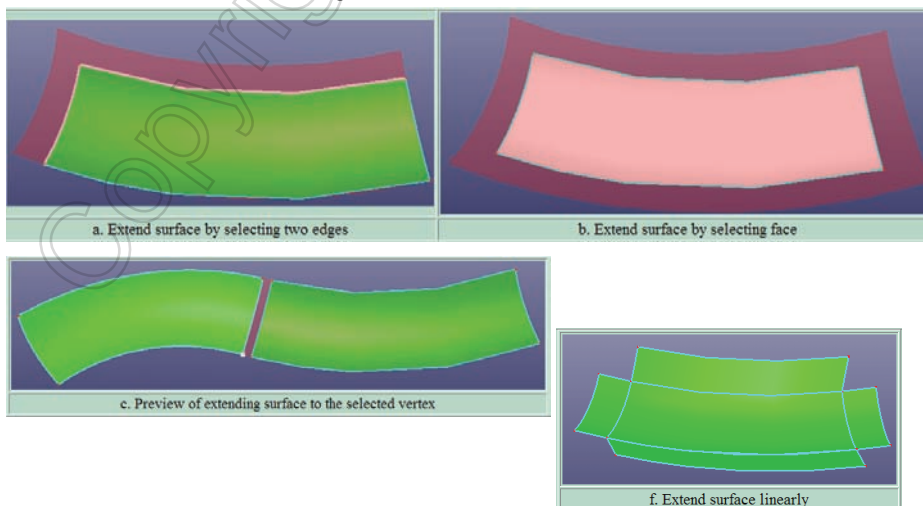 Copyrig
a. Extend surface by selecting two edges
b. Extend surface by selecting face
c. Preview of extending surface to the selected vertex
f. Extend surface linearly